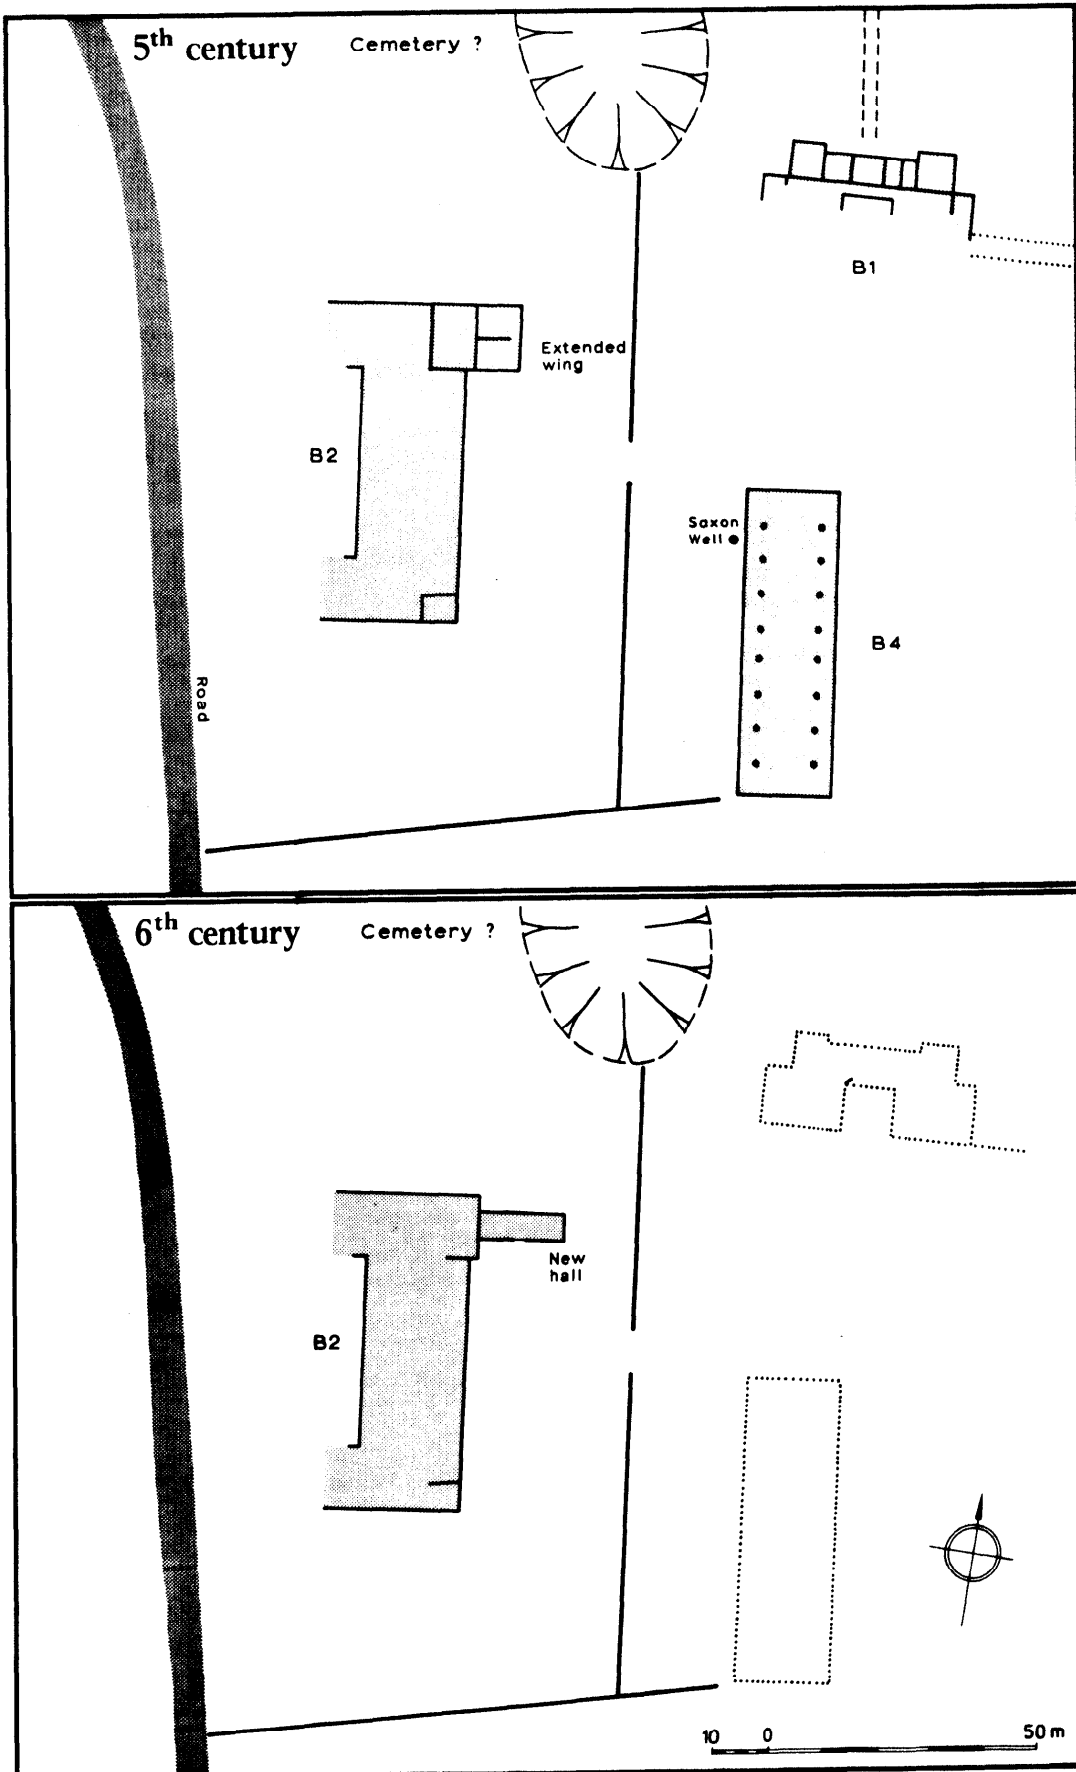 5th century
Cemetery ?
B1
Extended
wing
B2
Saxon
Well
B4
Road
6th century
Cemetery ?
New
hall
B2
10 0 50 m